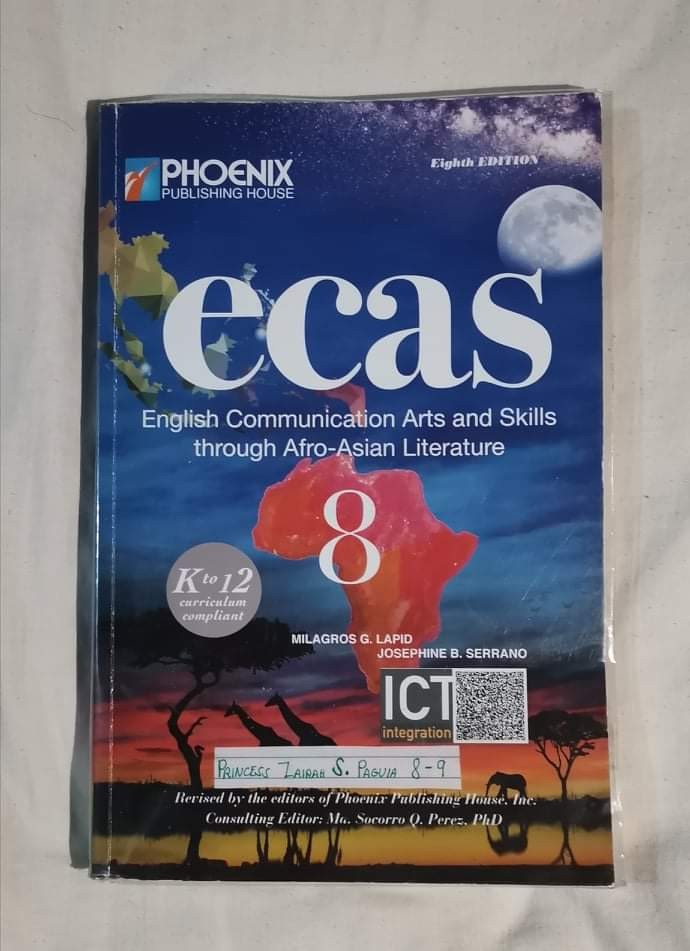 PHOENIX
PUBLISHING HOUSE
Eighth EDITION
ecas
English Communication Arts and Skills
through Afro-Asian Literature
8
K to 12
curriculum
compliant
MILAGROS G. LAPID
JOSEPHINE B. SERRANO
ICT
integration
PRINCESS ZAIRAH S. PAGUIA 8-9
Revised by the editors of Phoenix Publishing House, Inc.
Consulting Editor: Ma. Socorro Q. Perez, PhD